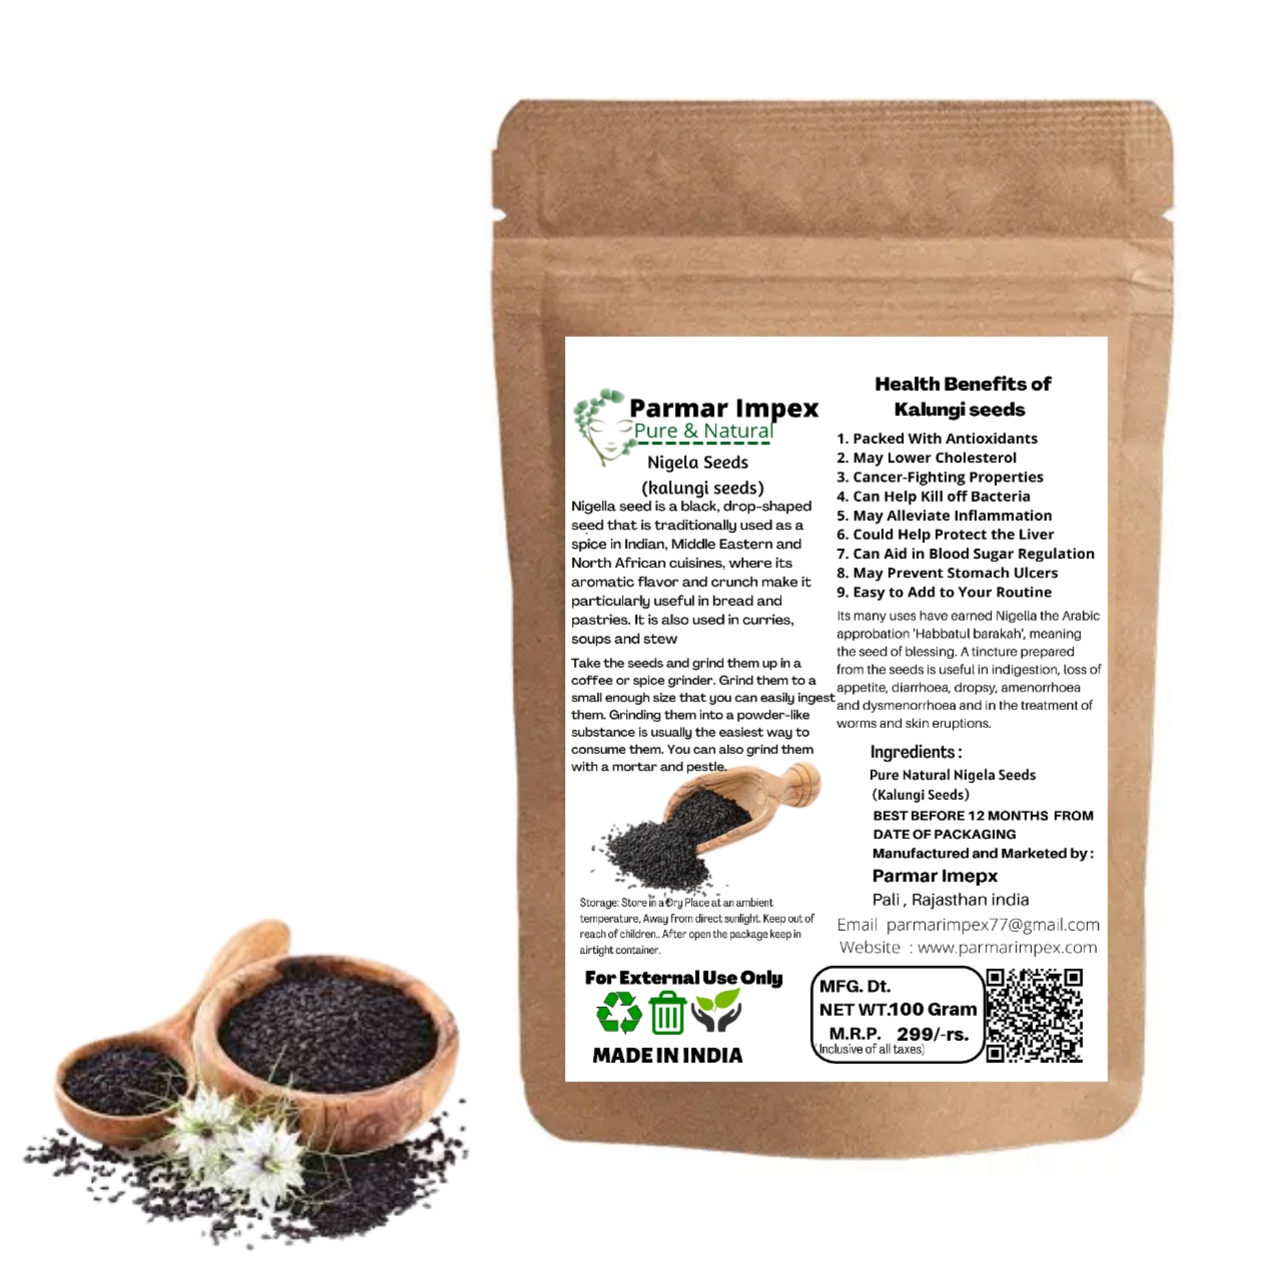 Parmar Impex
Pure & Natural
Nigela Seeds
(kalungi seeds)
Nigella seed is a black, drop-shaped
seed that is traditionally used as a
spice in Indian, Middle Eastern and
North African cuisines, where its
aromatic flavor and crunch make it
particularly useful in bread and
pastries. It is also used in curries,
soups and stew
Take the seeds and grind them up in a
coffee or spice grinder. Grind them to a
small enough size that you can easily ingest
them. Grinding them into a powder-like
substance is usually the easiest way to
consume them. You can also grind them
with a mortar and pestle.
Storage: Store in a Dry Place at an ambient
temperature, Away from direct sunlight. Keep out of
reach of children.. After open the package keep in
airtight container.
For External Use Only
MADE IN INDIA
Health Benefits of
Kalungi seeds
1. Packed With Antioxidants
2. May Lower Cholesterol
3. Cancer-Fighting Properties
4. Can Help Kill off Bacteria
5. May Alleviate Inflammation
6. Could Help Protect the Liver
7. Can Aid in Blood Sugar Regulation
8. May Prevent Stomach Ulcers
9. Easy to Add to Your Routine
Its many uses have earned Nigella the Arabic
approbation 'Habbatul barakah', meaning
the seed of blessing. A tincture prepared
from the seeds is useful in indigestion, loss of
appetite, diarrhoea, dropsy, amenorrhoea
and dysmenorrhoea and in the treatment of
worms and skin eruptions.
Ingredients :
Pure Natural Nigela Seeds
(Kalungi Seeds)
BEST BEFORE 12 MONTHS FROM
DATE OF PACKAGING
Manufactured and Marketed by :
Parmar Imepx
Pali , Rajasthan india
Email parmarimpex77@gmail.com
Website : www.parmarimpex.com
MFG. Dt.
NET WT.100 Gram
M.R.P. 299/-rs.
(Inclusive of all taxes)